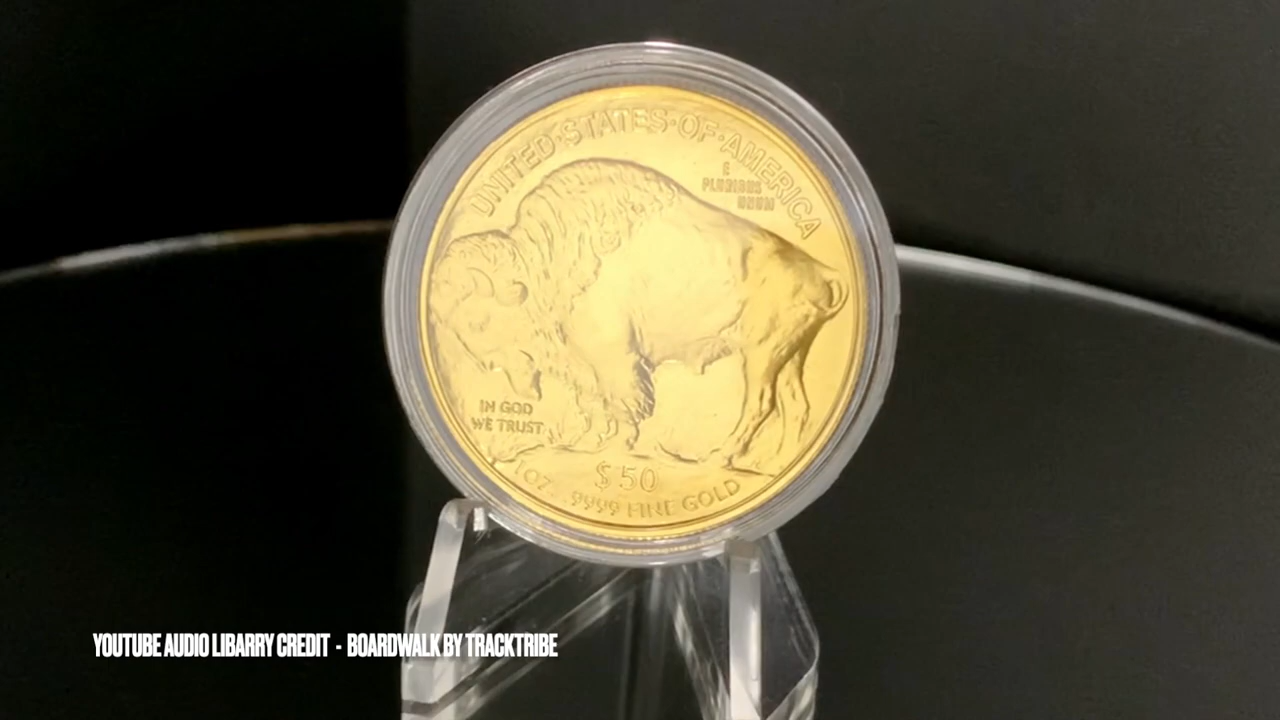 UNITED·STATES·OF·AMERICA
E
PLURIBUS
UNUM
IN GOD
WE TRUST
$50
1 OZ. .9999 FINE GOLD
YOUTUBE AUDIO LIBARRY CREDIT - BOARDWALK BY TRACKTRIBE